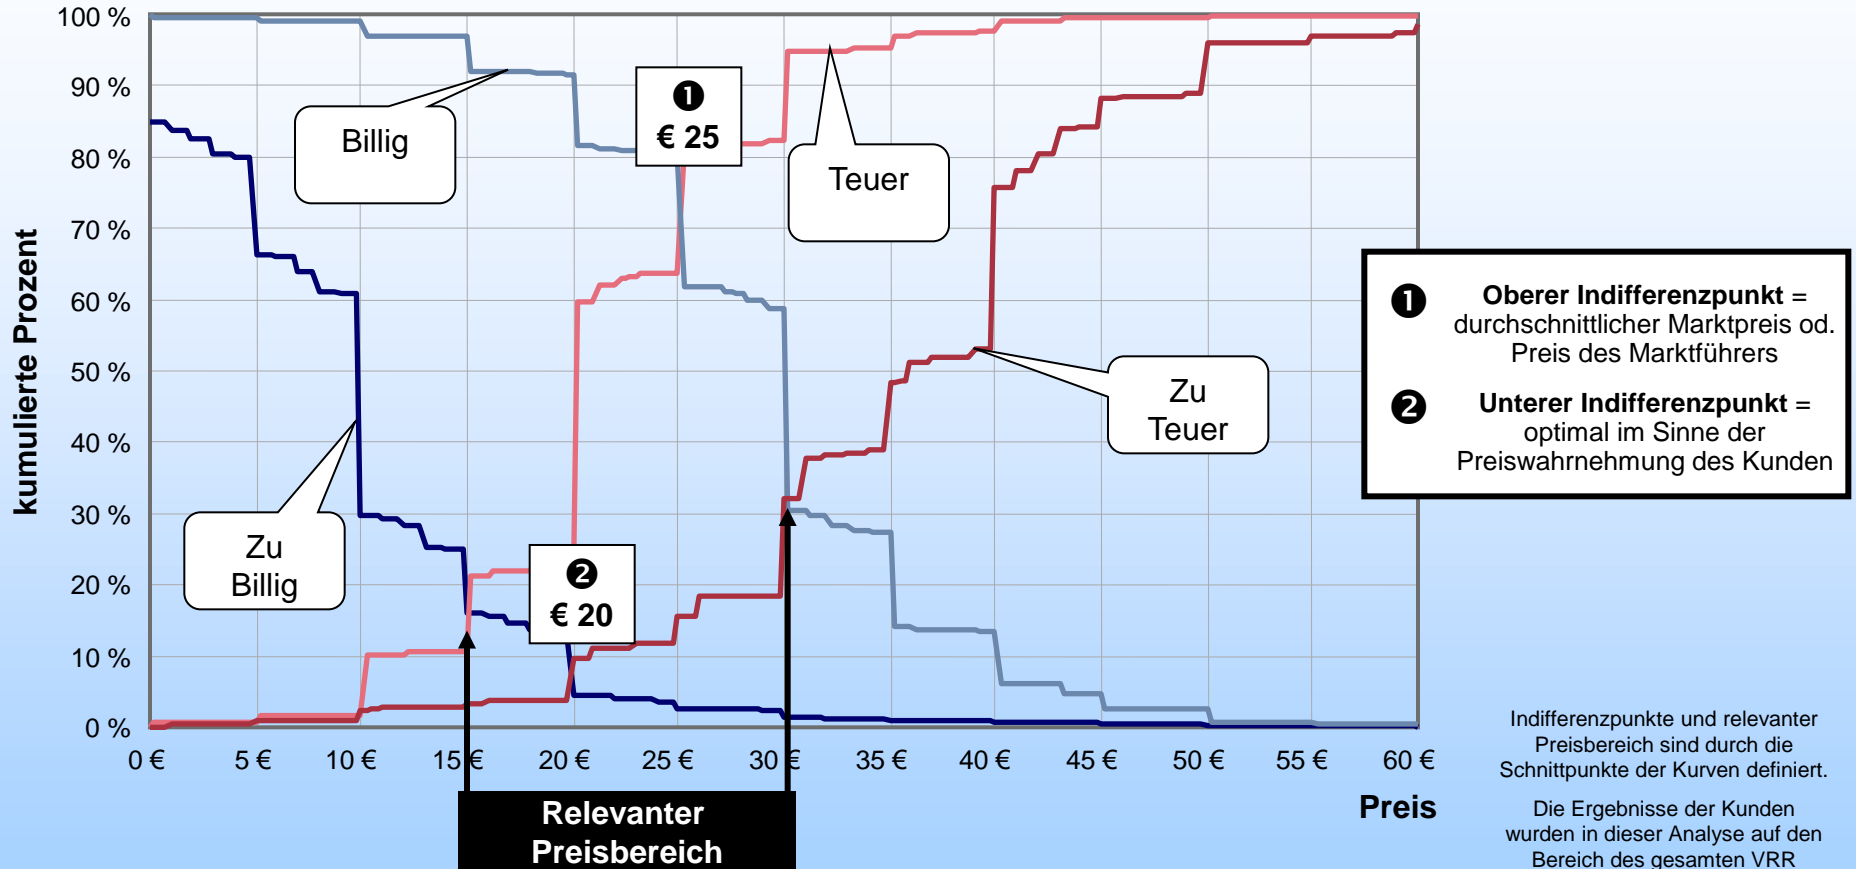 100 %
90 %
80 %
70 %
60 %
50 %
40 %
30 %
20 %
10 %
0 %
kumulierte Prozent
0 €
5 €
10 €
15 €
20 €
25 €
30 €
35 €
40 €
45 €
50 €
55 €
60 €
Preis
Billig
Zu
Billig
❶
€ 25
❷
€ 20
Teuer
Zu
Teuer
Relevanter
Preisbereich
❶ Oberer Indifferenzpunkt =
durchschnittlicher Marktpreis od.
Preis des Marktführers
❷ Unterer Indifferenzpunkt =
optimal im Sinne der
Preiswahrnehmung des Kunden
Indifferenzpunkte und relevanter
Preisbereich sind durch die
Schnittpunkte der Kurven definiert.
Die Ergebnisse der Kunden
wurden in dieser Analyse auf den
Bereich des gesamten VRR